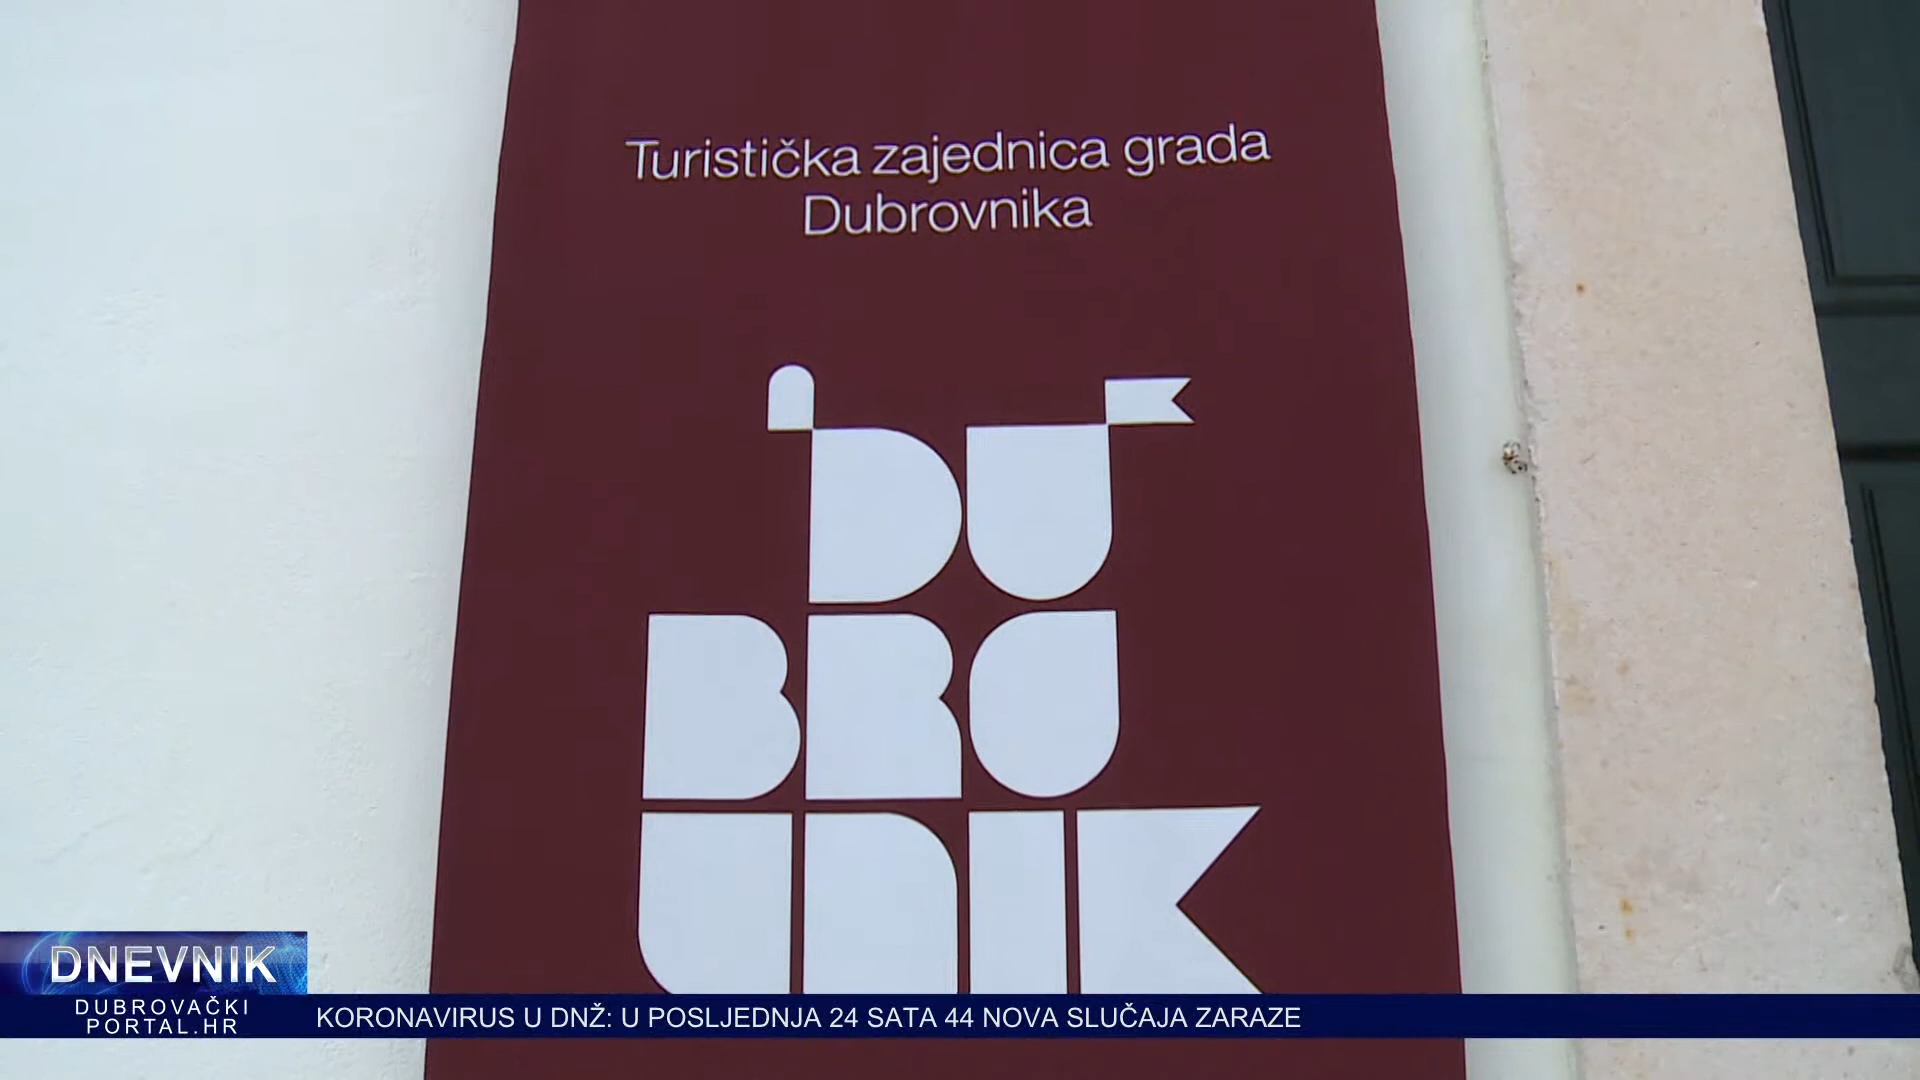 Turistička zajednica grada
Dubrovnika
DU
BRO
VNIK
DNEVNIK
DUBROVAČKI
PORTAL.HR
KORONAVIRUS U DNŽ: U POSLJEDNJA 24 SATA 44 NOVA SLUČAJA ZARAZE